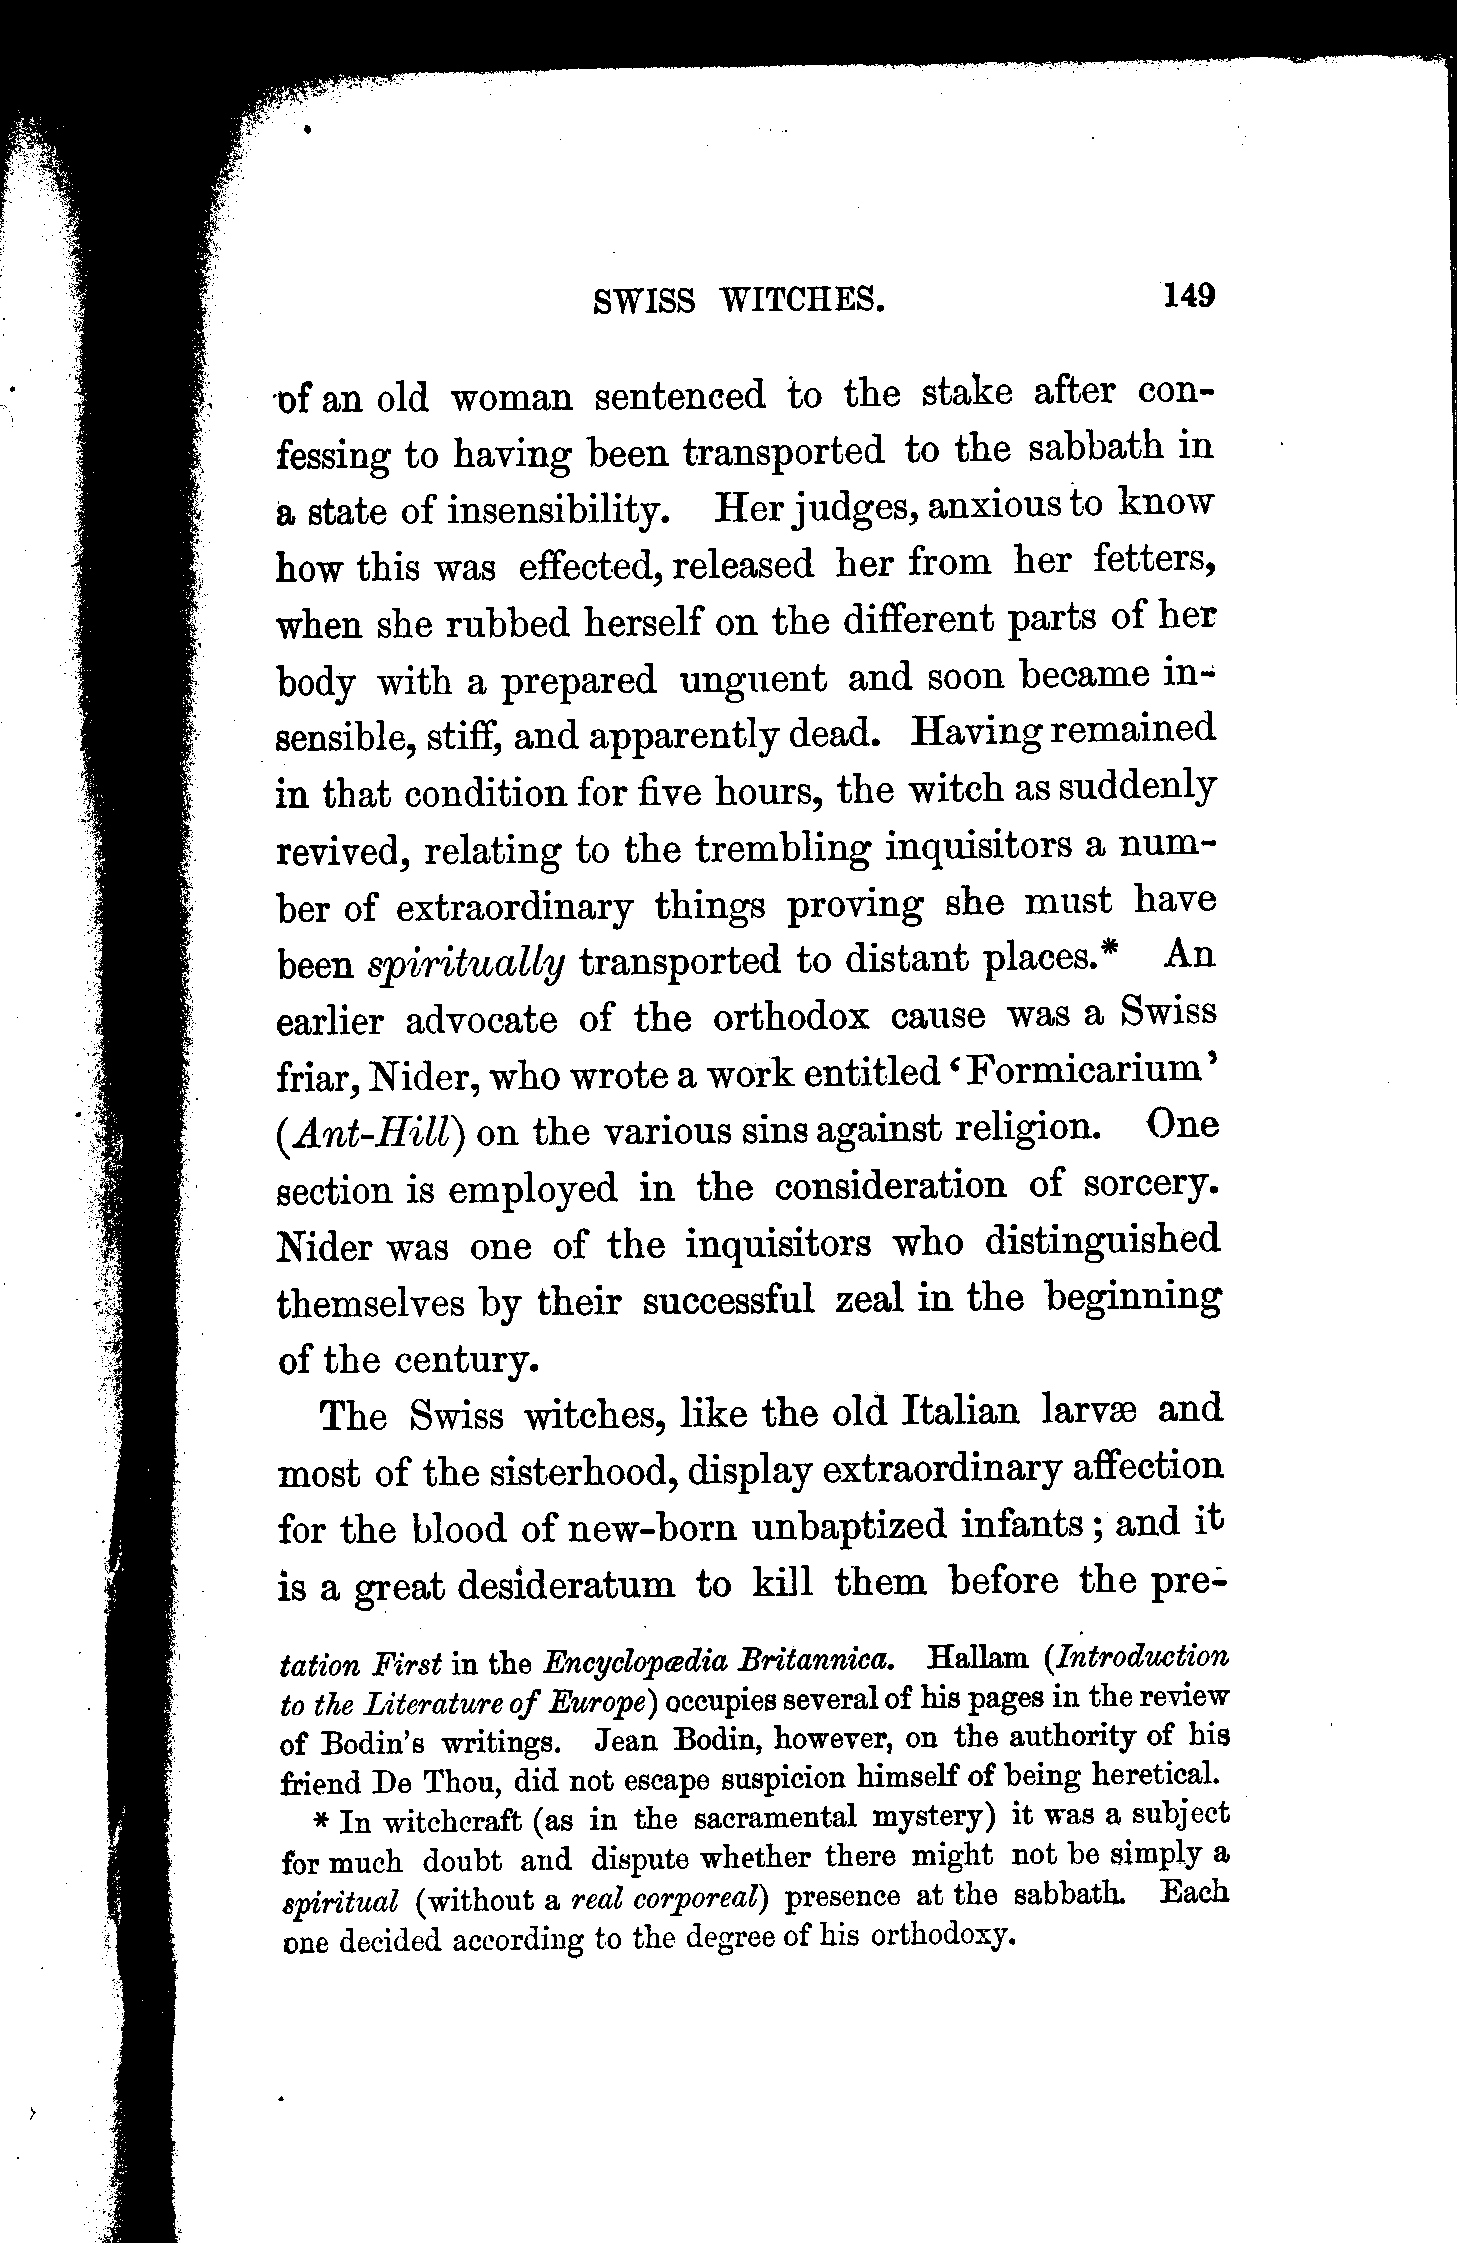 SWISS WITCHES. 149
of an old woman sentenced to the stake after con-
fessing to having been transported to the sabbath in
a state of insensibility. Her judges, anxious to know
how this was effected, released her from her fetters,
when she rubbed herself on the different parts of her
body with a prepared unguent and soon became in-
sensible, stiff, and apparently dead. Having remained
in that condition for five hours, the witch as suddenly
revived, relating to the trembling inquisitors a num-
ber of extraordinary things proving she must have
been spiritually transported to distant places.* An
earlier advocate of the orthodox cause was a Swiss
friar, Nider, who wrote a work entitled ‘Formicarium’
(Ant-Hill) on the various sins against religion. One
section is employed in the consideration of sorcery.
Nider was one of the inquisitors who distinguished
themselves by their successful zeal in the beginning
of the century.
The Swiss witches, like the old Italian larvæ and
most of the sisterhood, display extraordinary affection
for the blood of new-born unbaptized infants; and it
is a great desideratum to kill them before the pre-
tation First in the Encyclopædia Britannica. Hallam (Introduction
to the Literature of Europe) occupies several of his pages in the review
of Bodin's writings. Jean Bodin, however, on the authority of his
friend De Thou, did not escape suspicion himself of being heretical.
* In witchcraft (as in the sacramental mystery) it was a subject
for much doubt and dispute whether there might not be simply a
spiritual (without a real corporeal) presence at the sabbath. Each
one decided according to the degree of his orthodoxy.